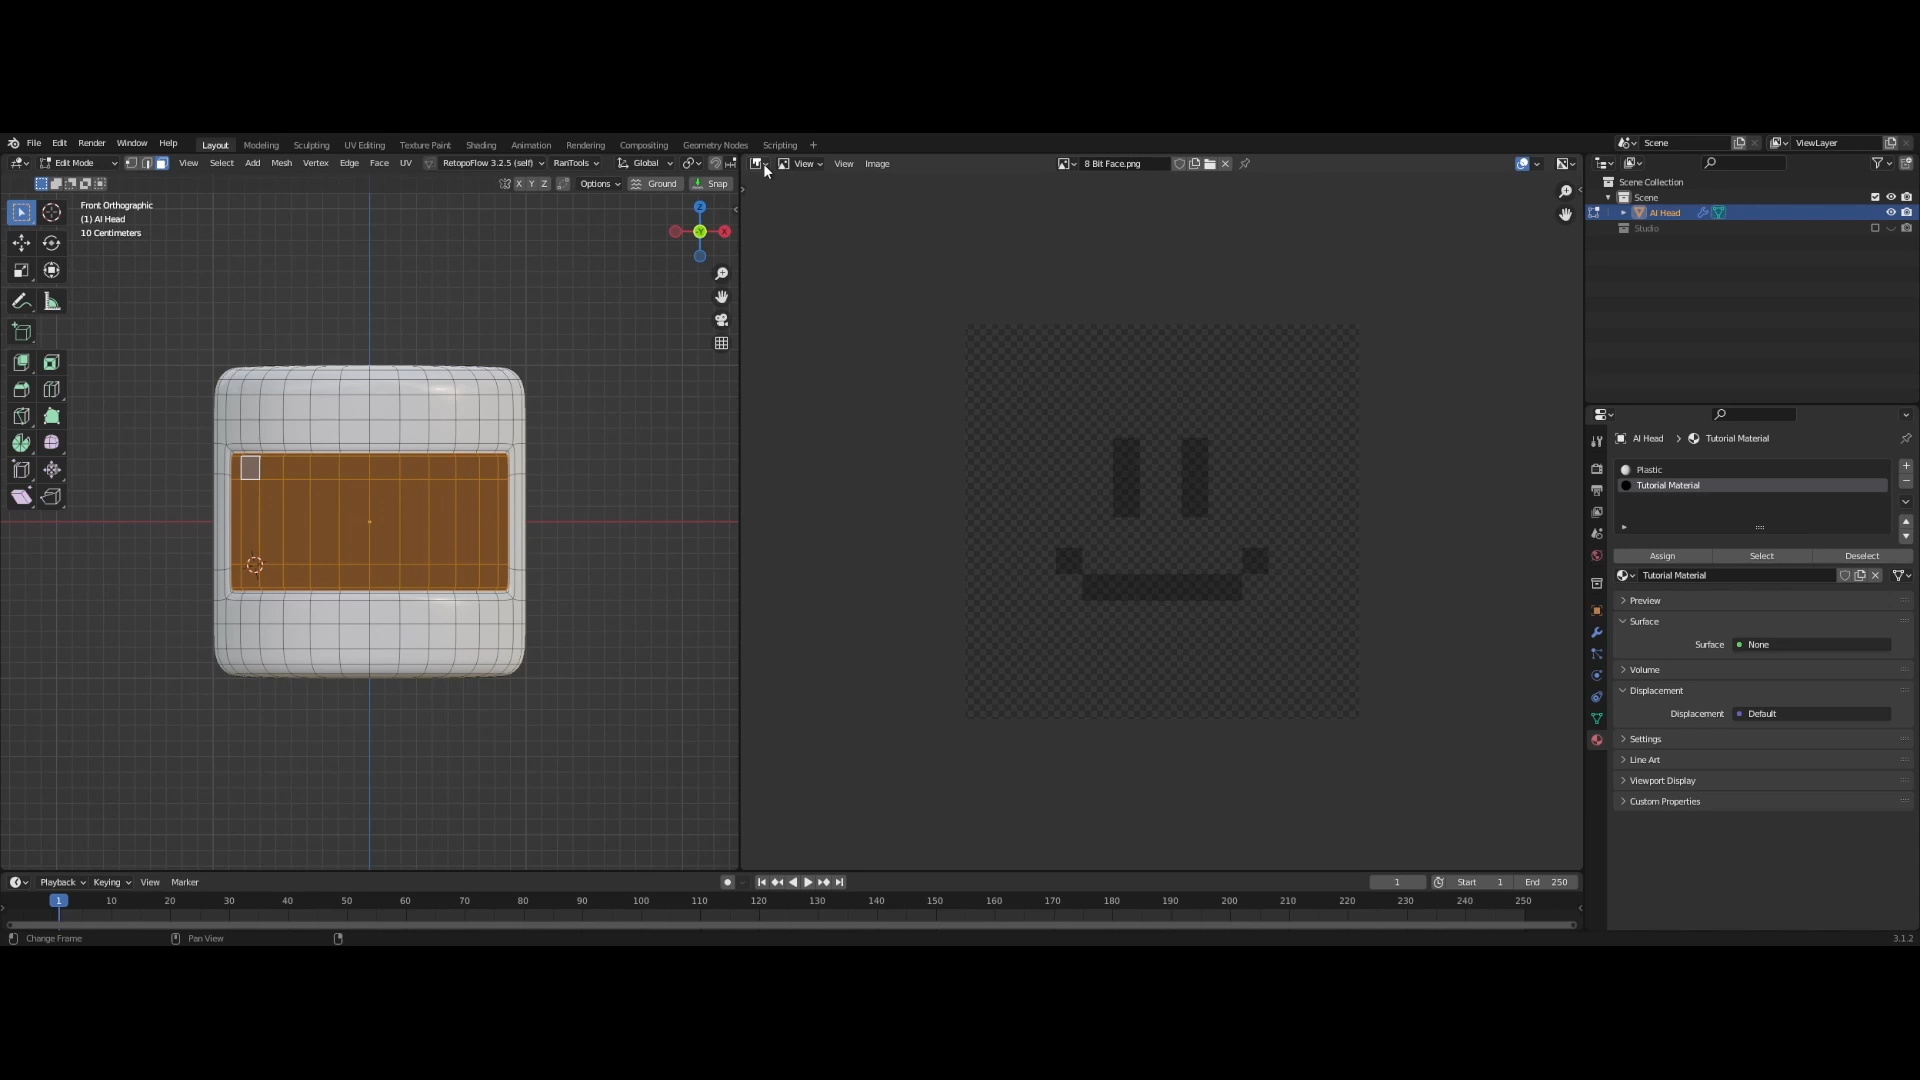 File Edit Render Window Help Layout Modeling Sculpting UV Editing Texture Paint Shading Animation Rendering Compositing Geometry Nodes Scripting + Scene ViewLayer
Edit Mode View Select Add Mesh Vertex Edge Face UV RetopoFlow 3.2.5 (self) RanTools Global View View Image 8 Bit Face.png
X Y Z Options Ground Snap
Front Orthographic
(1) AI Head
10 Centimeters
Z
-Y X
Scene Collection
Scene
AI Head
Studio
AI Head > Tutorial Material
Plastic
Tutorial Material
Assign Select Deselect
Tutorial Material
Preview
Surface
Surface None
Volume
Displacement
Displacement Default
Settings
Line Art
Viewport Display
Custom Properties
Playback Keying View Marker 1 Start 1 End 250
1 10 20 30 40 50 60 70 80 90 100 110 120 130 140 150 160 170 180 190 200 210 220 230 240 250
Change Frame Pan View 3.1.2